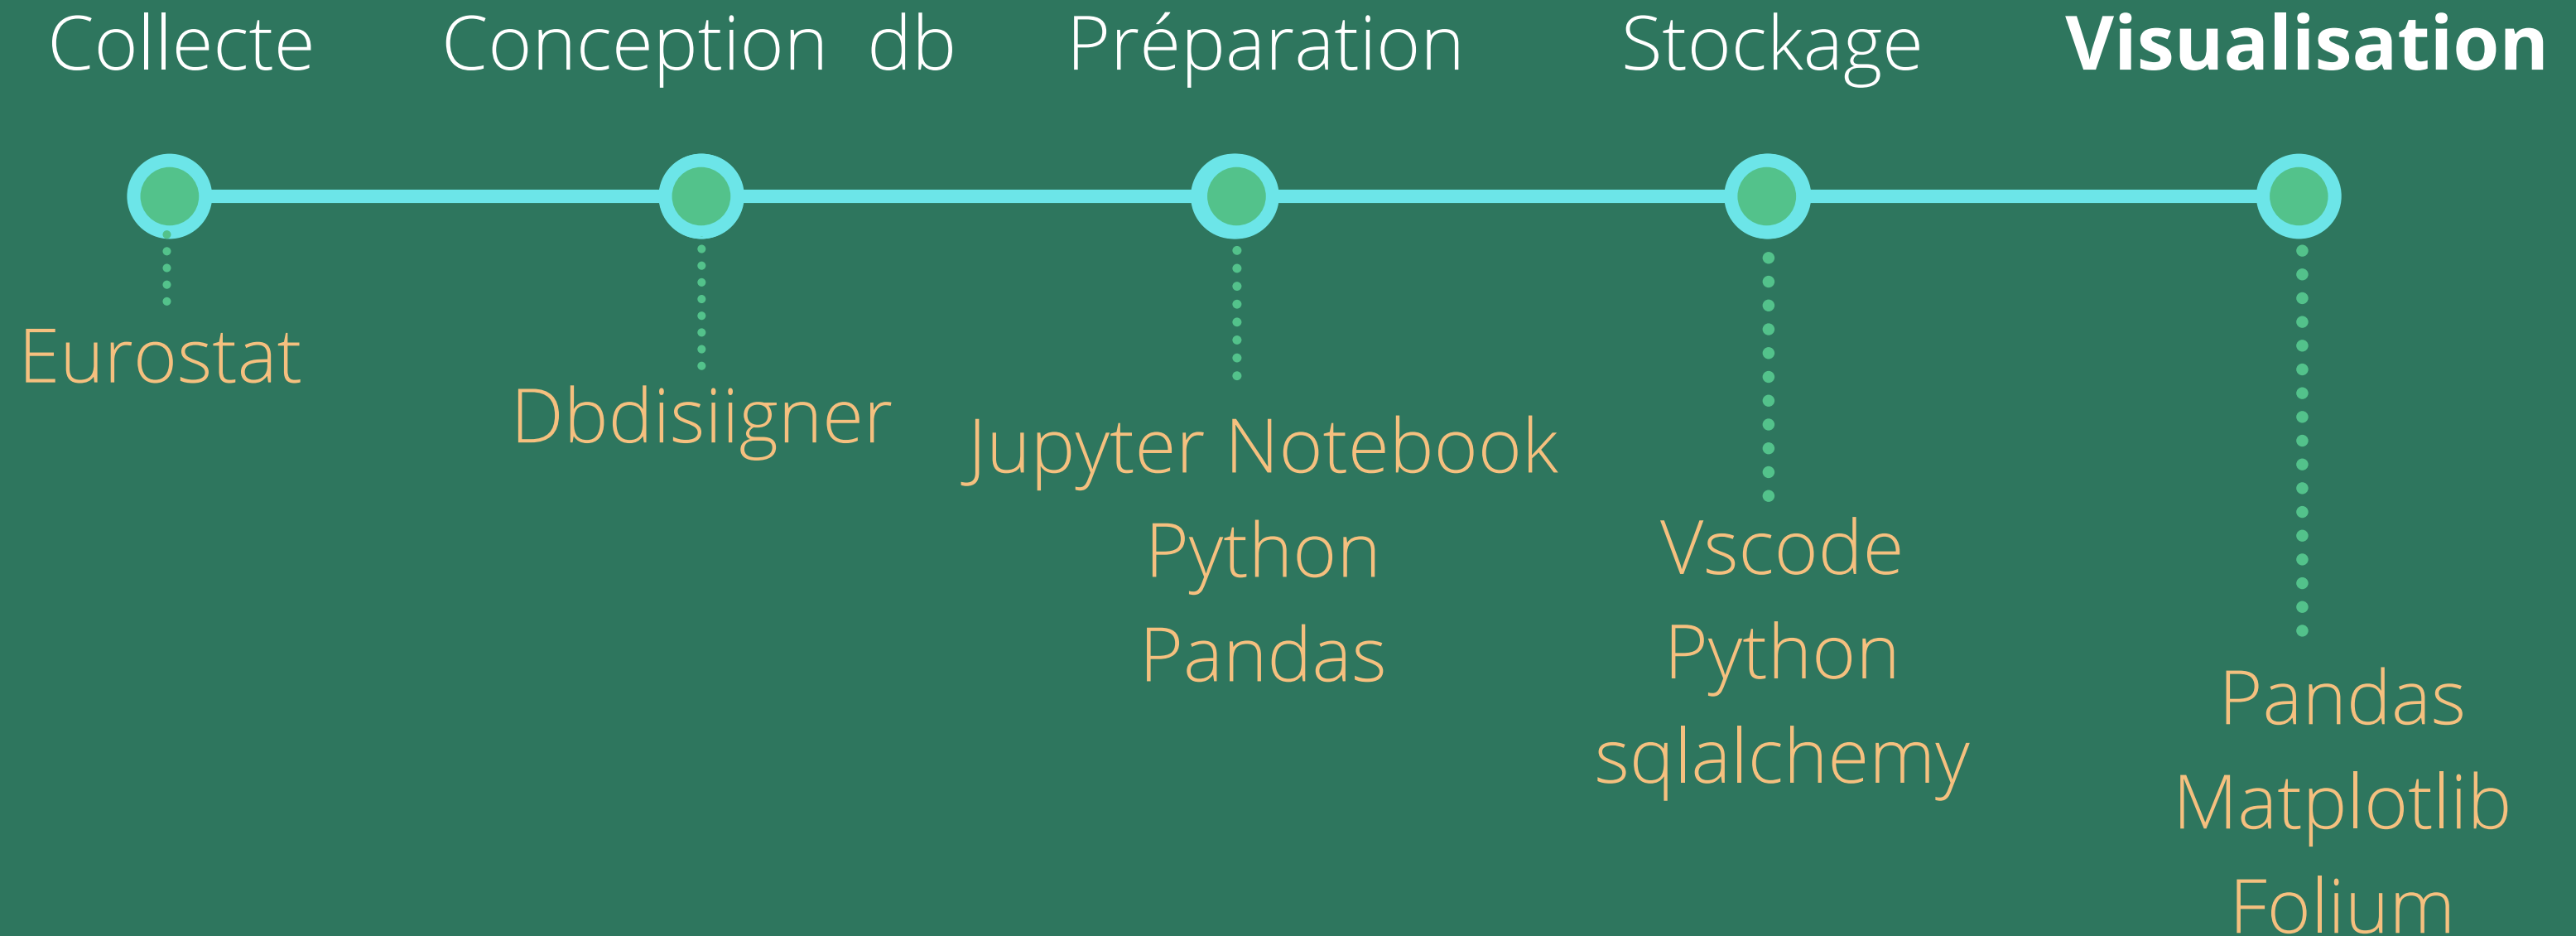 Collecte
Conception db
Préparation
Stockage
Visualisation
Eurostat
Dbdisiigner
Jupyter Notebook
Python
Pandas
Vscode
Python
sqlalchemy
Pandas
Matplotlib
Folium